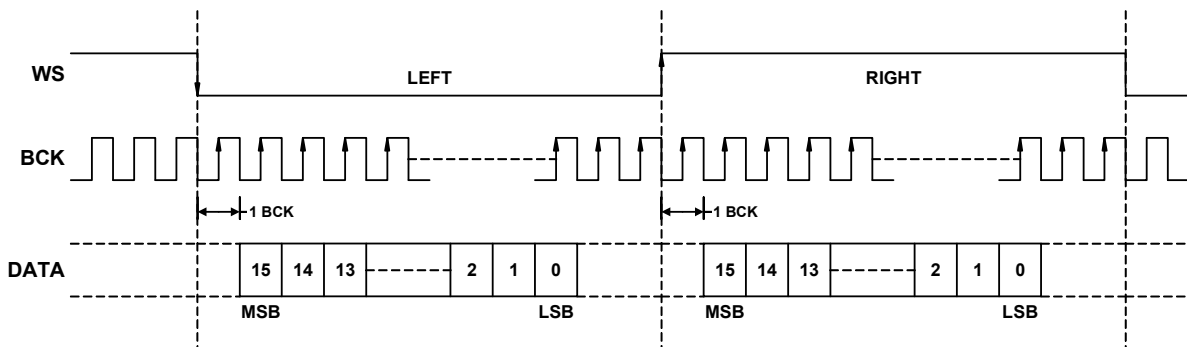 WS
LEFT
RIGHT
BCK
1 BCK
1 BCK
DATA
15 14 13 2 1 0
15 14 13 2 1 0
MSB LSB
MSB LSB